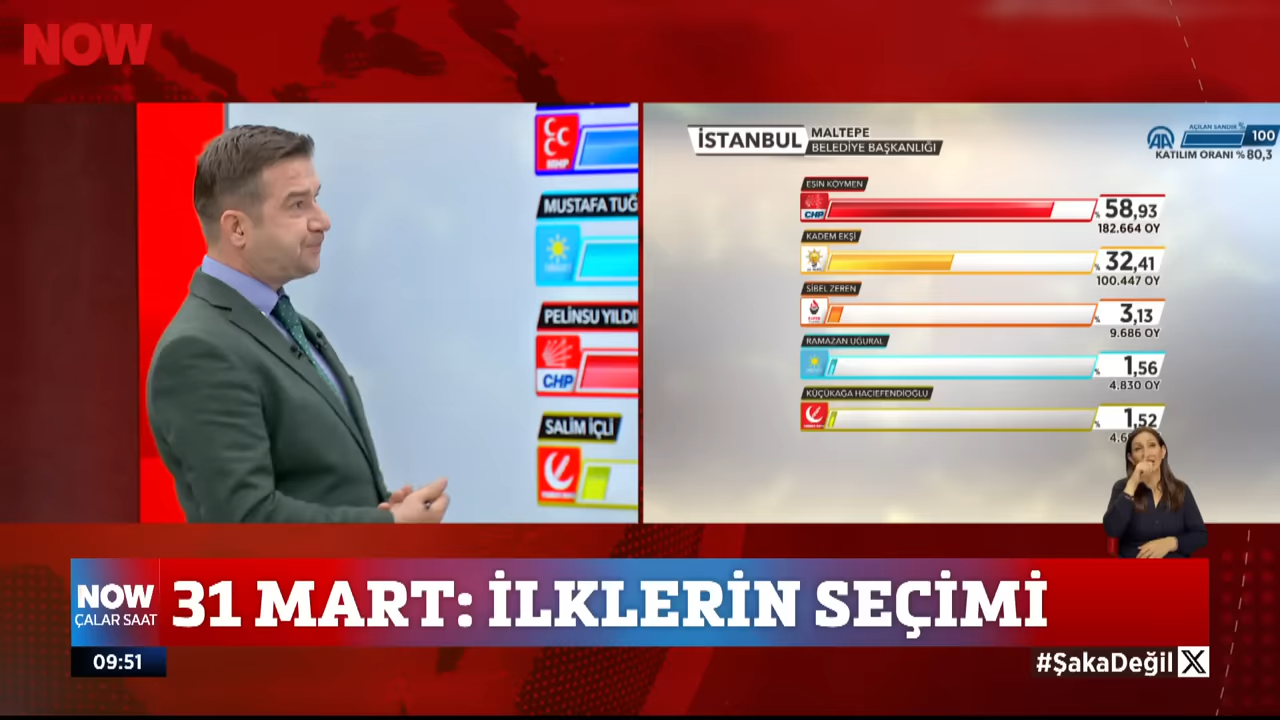 NOW
MHP
MUSTAFA TUĞ
PELİNSU YILDI
CHP
SALİM İÇLİ
İSTANBUL
MALTEPE
BELEDİYE BAŞKANLIĞI
AA
AÇILAN SANDIK %
100
KATILIM ORANI %80,3
ESİN KÖYMEN
CHP
%58,93
182.664 OY
KADEM EKŞİ
%32,41
100.447 OY
SİBEL ZEREN
%3,13
9.686 OY
RAMAZAN UĞURAL
%1,56
4.830 OY
KÜÇÜKAĞA HACIEFENDİOĞLU
%1,52
NOW
ÇALAR SAAT
31 MART: İLKLERİN SEÇİMİ
09:51
#ŞakaDeğil X